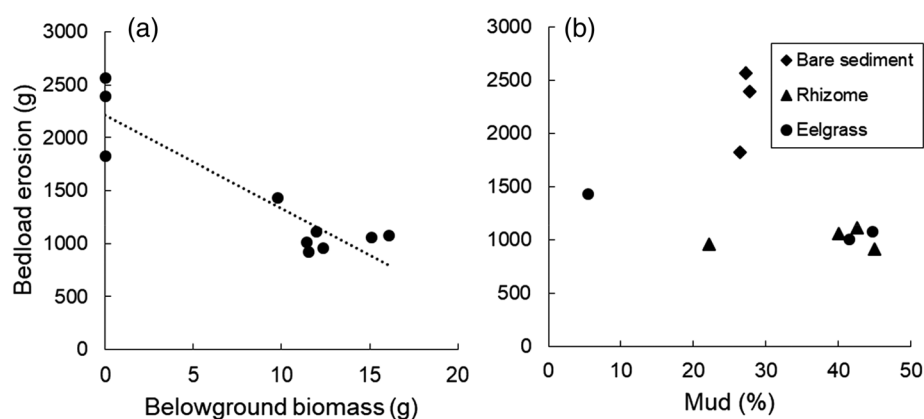 (a)
3000
2500
2000
1500
1000
500
0
Bedload erosion (g)
0 5 10 15 20
Belowground biomass (g)
(b)
3000
2500
2000
1500
1000
500
0
Bare sediment
Rhizome
Eelgrass
0 10 20 30 40 50
Mud (%)